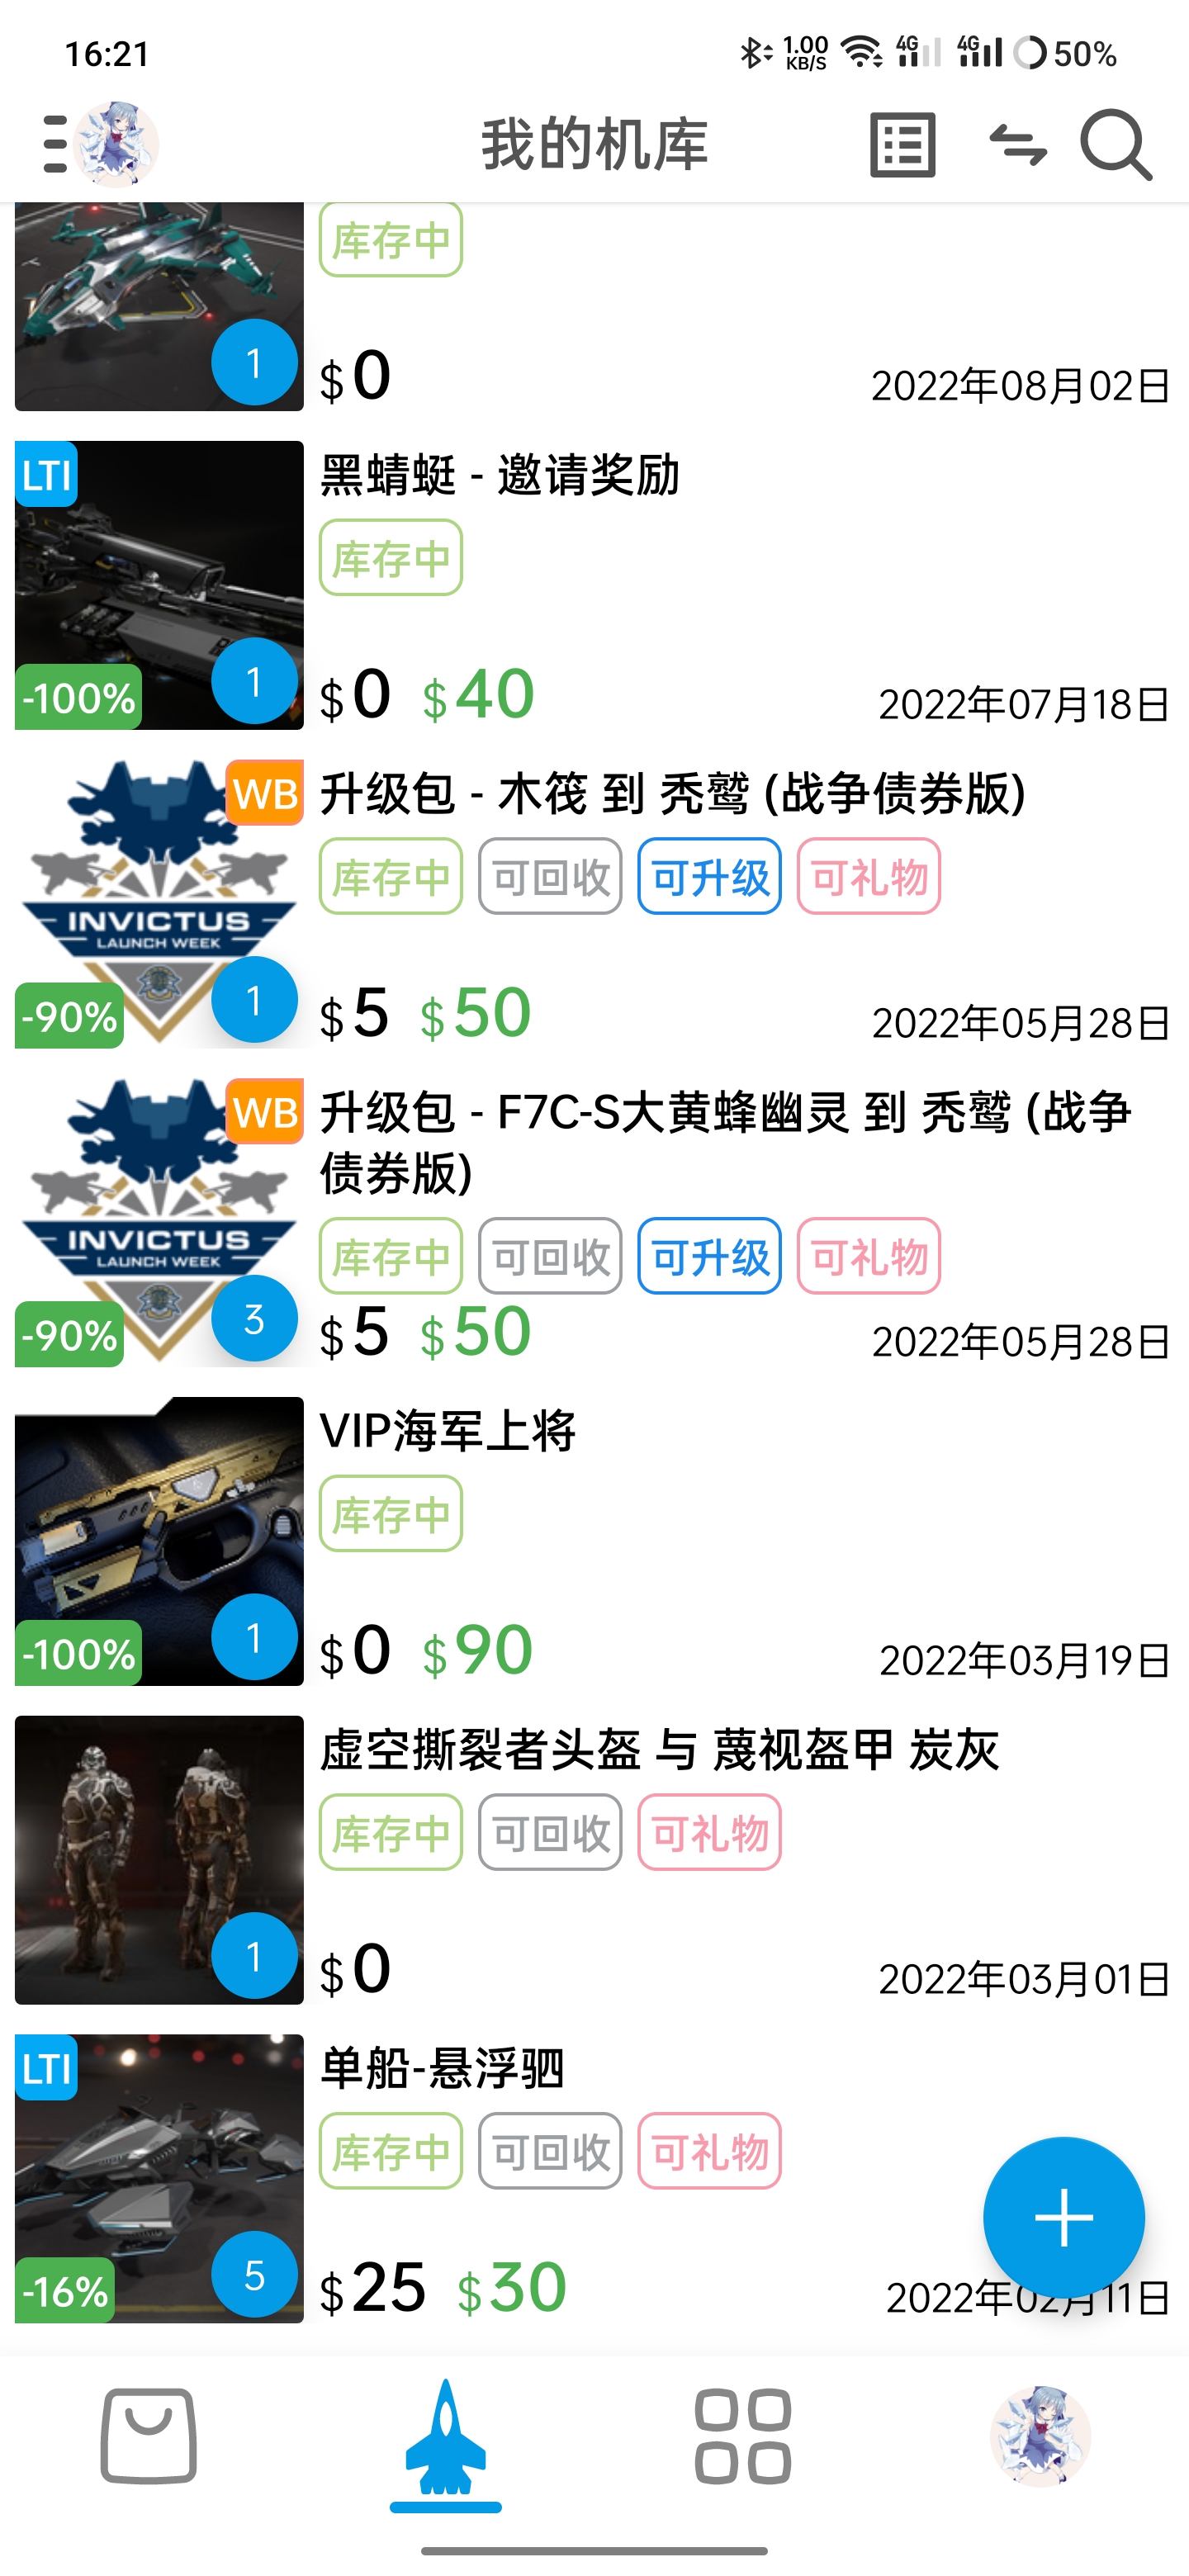 16:21
1.00 KB/S 4G 4G 50%
我的机库
库存中
1
$0
2022年08月02日
LTI
黑蜻蜓 - 邀请奖励
库存中
-100%
1
$0 $40
2022年07月18日
WB
升级包 - 木筏 到 秃鹫 (战争债券版)
INVICTUS
LAUNCH WEEK
库存中 可回收 可升级 可礼物
-90%
1
$5 $50
2022年05月28日
WB
升级包 - F7C-S大黄蜂幽灵 到 秃鹫 (战争
债券版)
INVICTUS
LAUNCH WEEK
库存中 可回收 可升级 可礼物
-90%
3
$5 $50
2022年05月28日
VIP海军上将
库存中
-100%
1
$0 $90
2022年03月19日
虚空撕裂者头盔 与 蔑视盔甲 炭灰
库存中 可回收 可礼物
1
$0
2022年03月01日
LTI
单船-悬浮驷
库存中 可回收 可礼物
-16%
5
$25 $30
2022年02月11日